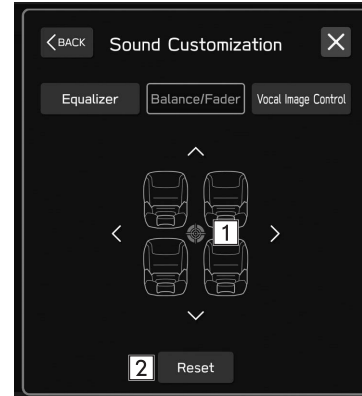 BACK Sound Customization
Equalizer Balance/Fader Vocal Image Control
1
2 Reset